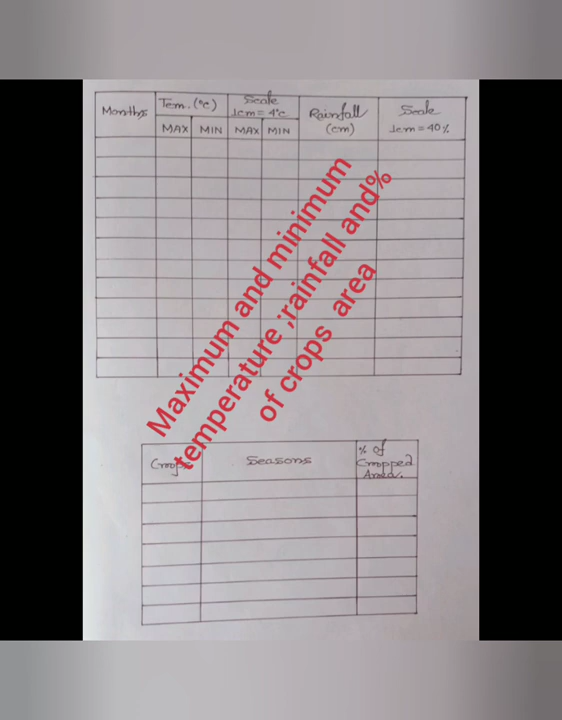 Months
Tem. (°c)
Scale
1cm = 4°c
Rainfall
(cm)
Scale
1cm = 40%
MAX
MIN
MAX
MIN
Maximum and minimum
temperature ;rainfall and%
of crops area
Crops
Seasons
% of
Cropped
Area.